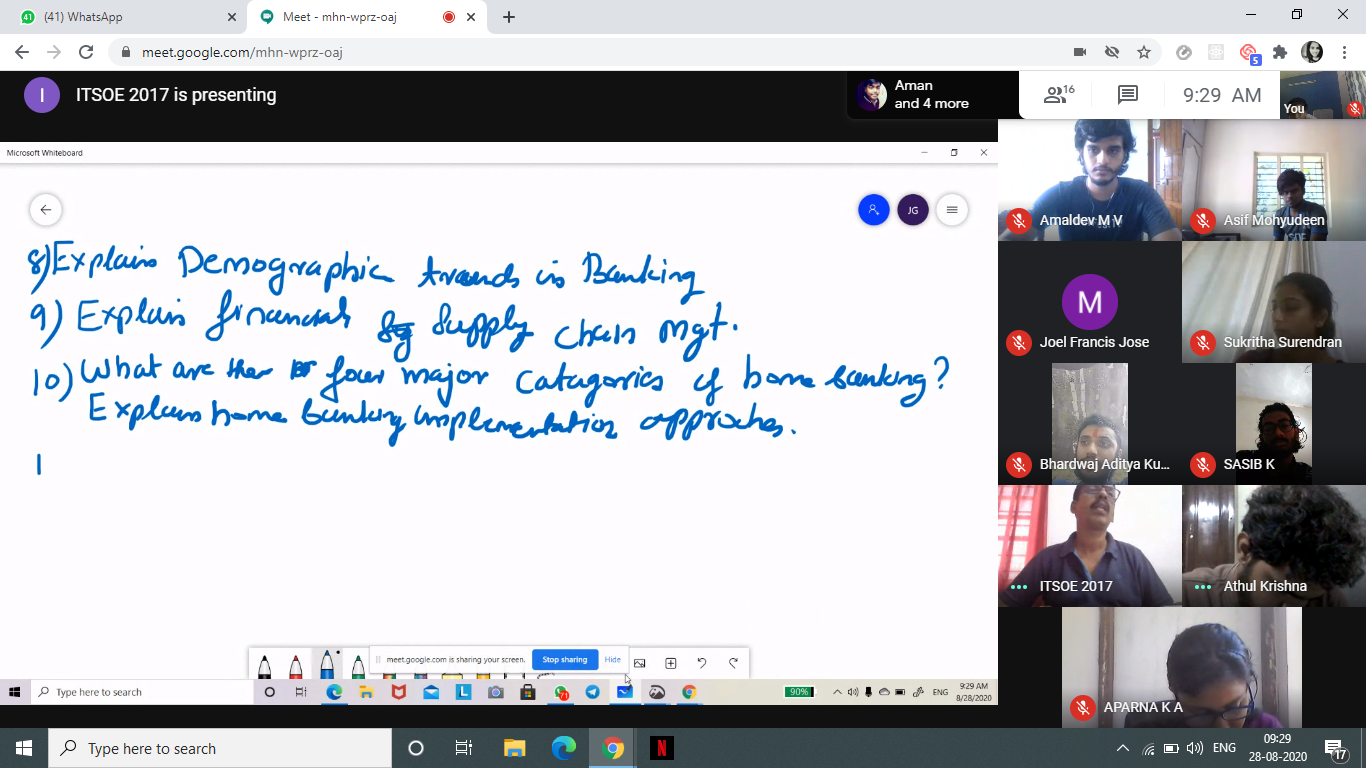 (41) WhatsApp
Meet - mhn-wprz-oaj
meet.google.com/mhn-wprz-oaj
5
I
ITSOE 2017 is presenting
Aman
and 4 more
16
9:29 AM
You
Microsoft Whiteboard
JG
8) Explain Demographic trends in Banking
9) Explain financial Supply chain mgt.
10) What are the four major catagories of home banking?
Explain home banking implementation approches.
1
Amaldev M V
Asif Mohyudeen
M
Joel Francis Jose
Sukritha Surendran
Bhardwaj Aditya Ku...
SASIB K
ITSOE 2017
Athul Krishna
APARNA K A
meet.google.com is sharing your screen.
Stop sharing
Hide
Type here to search
L
71
90%
ENG
9:29 AM
8/28/2020
Type here to search
N
ENG
09:29
28-08-2020
17